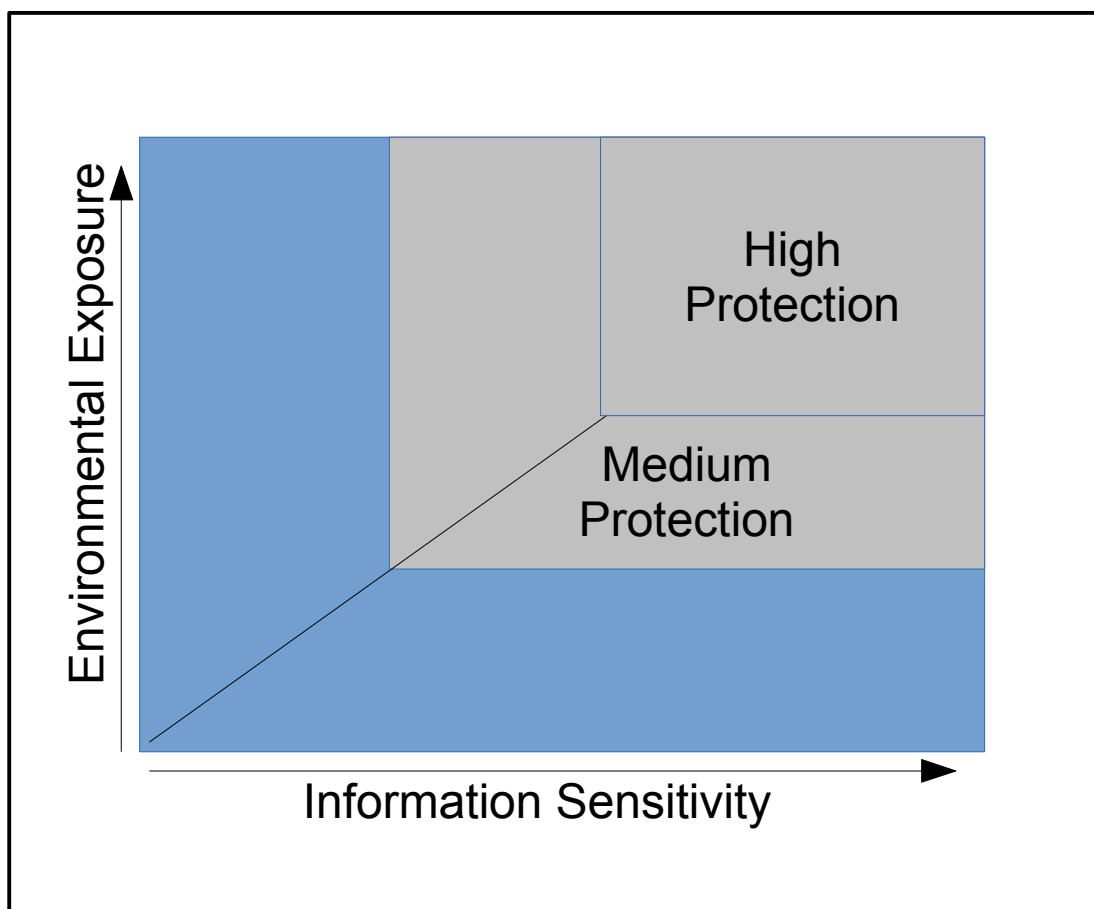 Environmental Exposure
High
Protection
Medium
Protection
Information Sensitivity